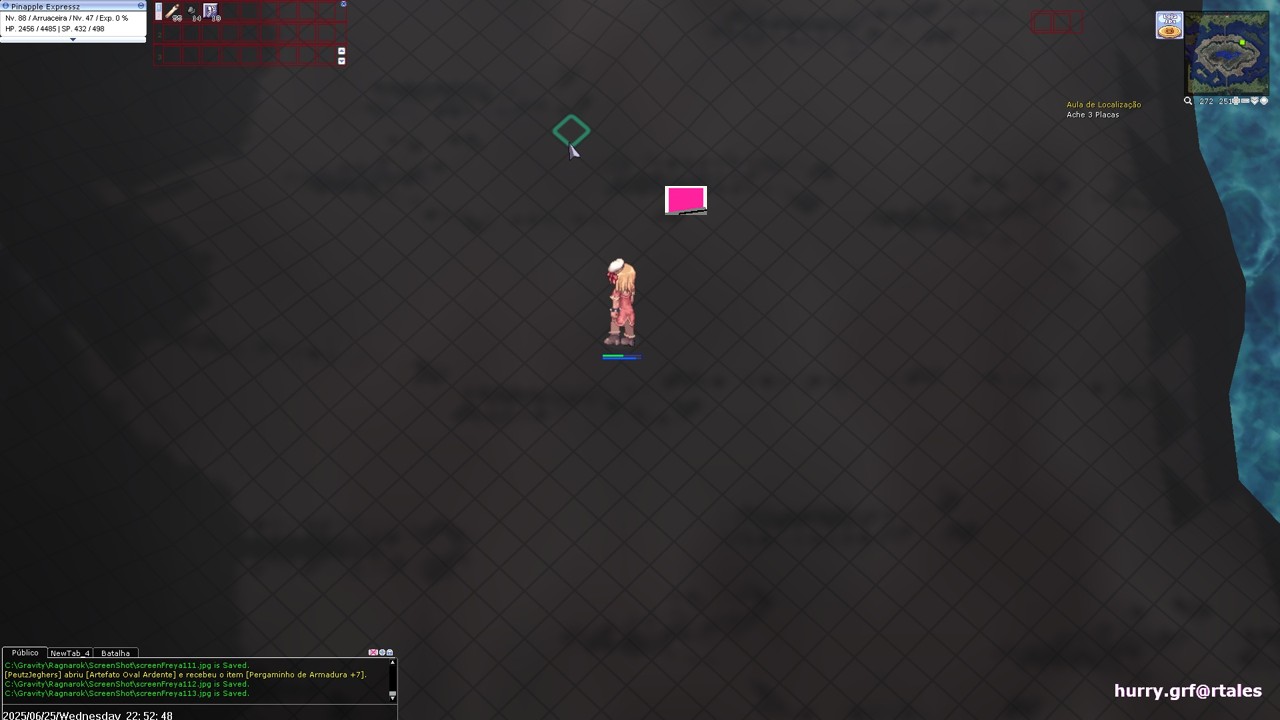 Pinapple Expressz
Nv. 88 / Arruaceira / Nv. 47 / Exp. 0 %
HP. 2456 / 4485 | SP. 432 / 498
272 251
Aula de Localização
Ache 3 Placas
Público
NewTab_4
Batalha
C:\Gravity\Ragnarok\ScreenShot\screenFreya111.jpg is Saved.
[PeutzJeghers] abriu [Artefato Oval Ardente] e recebeu o item [Pergaminho de Armadura +7].
C:\Gravity\Ragnarok\ScreenShot\screenFreya112.jpg is Saved.
C:\Gravity\Ragnarok\ScreenShot\screenFreya113.jpg is Saved.
hurry.grf@rtales
2025/06/25/Wednesday 22:52:48